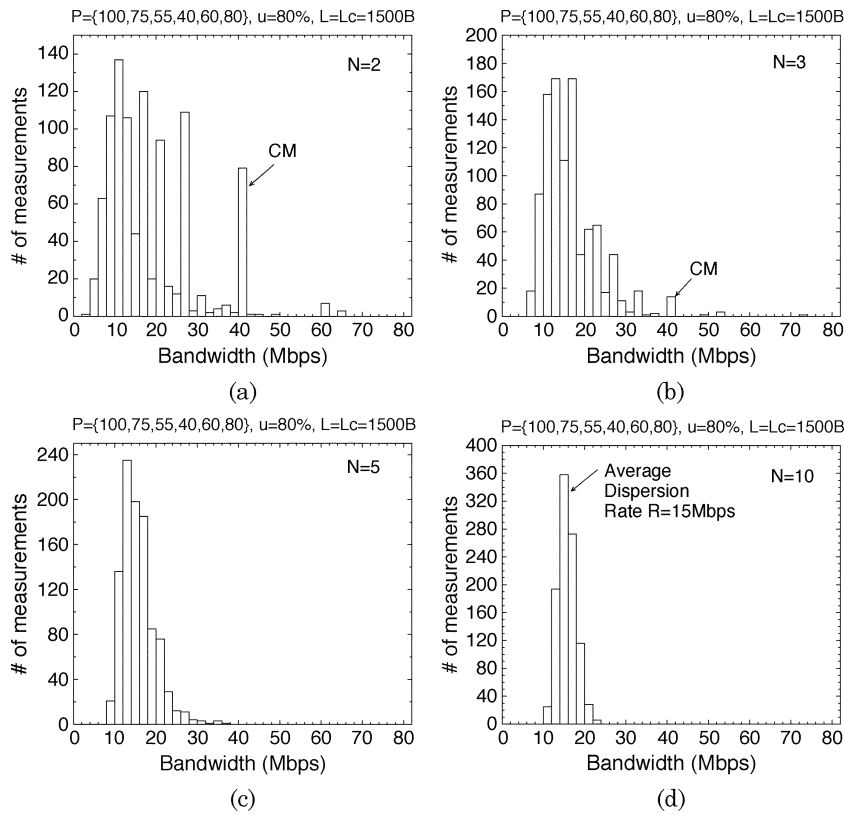 P={100,75,55,40,60,80}, u=80%, L=Lc=1500B
# of measurements
140
120
100
80
60
40
20
0
N=2
CM
0 10 20 30 40 50 60 70 80
Bandwidth (Mbps)
(a)
P={100,75,55,40,60,80}, u=80%, L=Lc=1500B
# of measurements
200
180
160
140
120
100
80
60
40
20
0
N=3
CM
0 10 20 30 40 50 60 70 80
Bandwidth (Mbps)
(b)
P={100,75,55,40,60,80}, u=80%, L=Lc=1500B
# of measurements
240
200
160
120
80
40
0
N=5
0 10 20 30 40 50 60 70 80
Bandwidth (Mbps)
(c)
P={100,75,55,40,60,80}, u=80%, L=Lc=1500B
# of measurements
400
360
320
280
240
200
160
120
80
40
0
Average
Dispersion
Rate R=15Mbps
N=10
0 10 20 30 40 50 60 70 80
Bandwidth (Mbps)
(d)